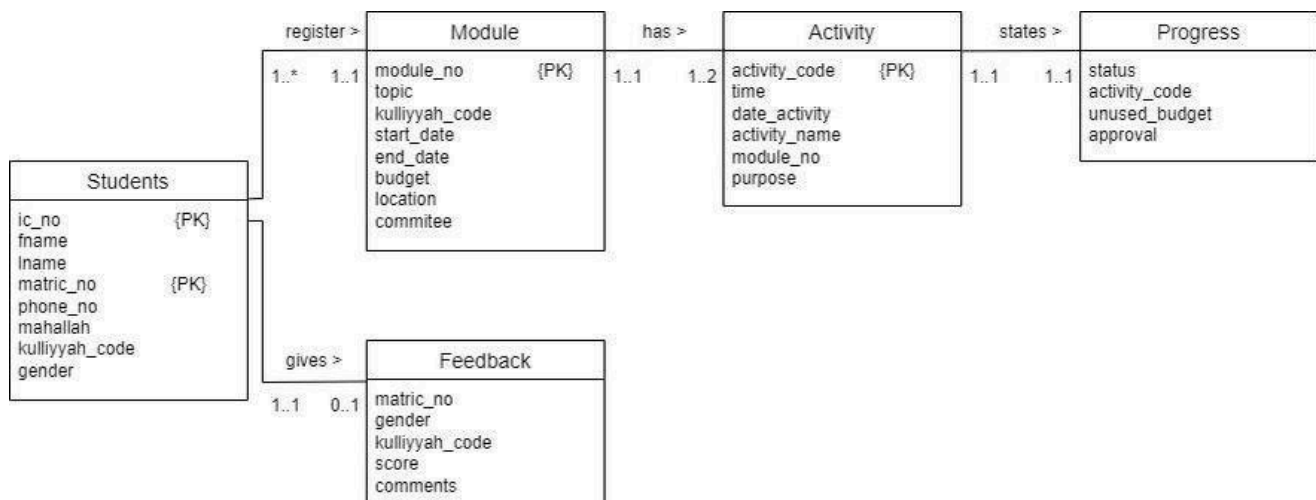 Students
ic_no {PK}
fname
lname
matric_no {PK}
phone_no
mahallah
kulliyyah_code
gender
register >
1..* 1..1
Module
module_no {PK}
topic
kulliyyah_code
start_date
end_date
budget
location
commitee
has >
1..1 1..2
Activity
activity_code {PK}
time
date_activity
activity_name
module_no
purpose
states >
1..1 1..1
Progress
status
activity_code
unused_budget
approval
gives >
1..1 0..1
Feedback
matric_no
gender
kulliyyah_code
score
comments